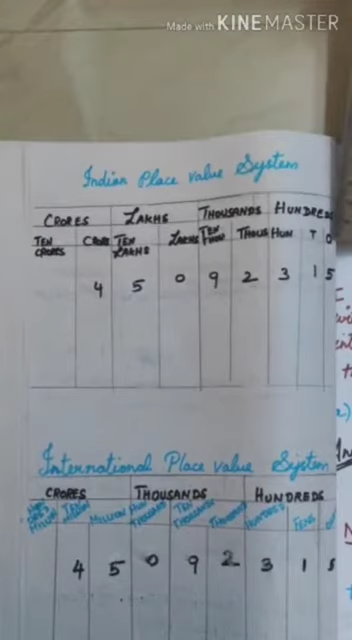 Made with KINEMASTER
Indian Place value System
CRORES LAKHS THOUSANDS HUNDREDS
TEN CRORES CRORE TEN LAKHS LAKHS TEN THOU THOUS HUN T O
4 5 0 9 2 3 1 5
International Place value System
CRORES THOUSANDS HUNDREDS
TEN MILLION MILLION HUN THOUSAND TEN THOUSANDS THOUSANDS HUNDREDS TENS
4 5 0 9 2 3 1 5